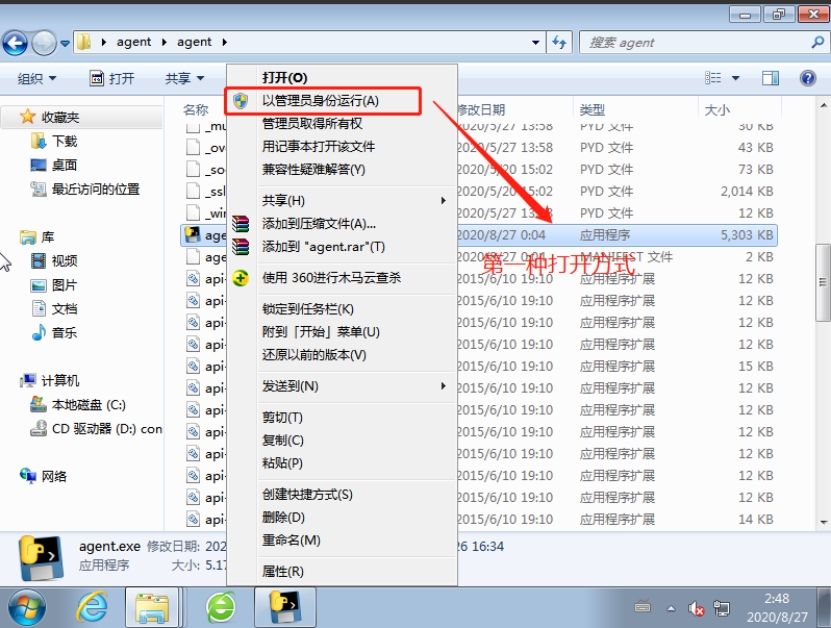 agent agent
搜索 agent
组织 打开 共享
名称 修改日期 类型 大小
收藏夹
下载
桌面
最近访问的位置
库
视频
图片
文档
音乐
计算机
本地磁盘 (C:)
CD 驱动器 (D:) con
网络
打开(O)
以管理员身份运行(A)
管理员取得所有权
用记事本打开该文件
兼容性疑难解答(Y)
共享(H)
添加到压缩文件(A)...
添加到 "agent.rar"(T)
使用 360进行木马云查杀
锁定到任务栏(K)
附到「开始」菜单(U)
还原以前的版本(V)
发送到(N)
剪切(T)
复制(C)
粘贴(P)
创建快捷方式(S)
删除(D)
重命名(M)
属性(R)
2020/5/27 13:58 PYD 文件 30 KB
_ov 2020/5/27 13:58 PYD 文件 43 KB
_so 2020/5/20 15:02 PYD 文件 73 KB
_ssl 2020/5/20 15:02 PYD 文件 2,014 KB
_wi 2020/5/27 PYD 文件 12 KB
age 2020/8/27 0:04 应用程序 5,303 KB
第一种打开方式
age 2020/8/27 0:04 MANIFEST 文件 2 KB
api- 2015/6/10 19:10 应用程序扩展 12 KB
api- 2015/6/10 19:10 应用程序扩展 12 KB
api- 2015/6/10 19:10 应用程序扩展 12 KB
api- 2015/6/10 19:10 应用程序扩展 12 KB
api- 2015/6/10 19:10 应用程序扩展 15 KB
api- 2015/6/10 19:10 应用程序扩展 12 KB
api- 2015/6/10 19:10 应用程序扩展 12 KB
api- 2015/6/10 19:10 应用程序扩展 12 KB
api- 2015/6/10 19:10 应用程序扩展 12 KB
api- 2015/6/10 19:10 应用程序扩展 12 KB
api- 2015/6/10 19:10 应用程序扩展 12 KB
api- 2015/6/10 19:10 应用程序扩展 14 KB
agent.exe 修改日期: 202 26 16:34
应用程序 大小: 5.17
2:48
2020/8/27